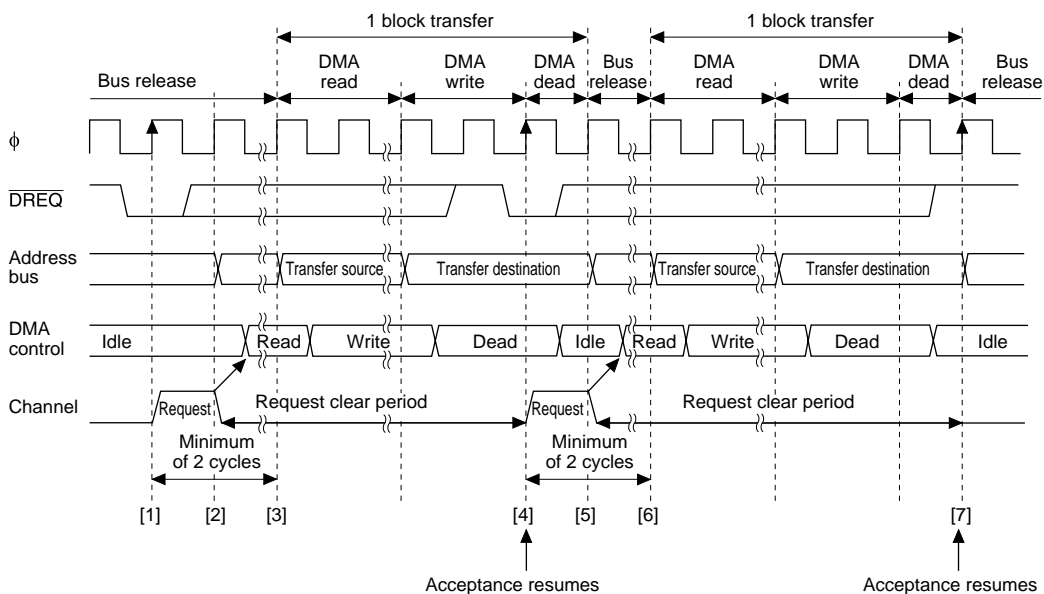 1 block transfer 1 block transfer
DMA DMA DMA Bus DMA DMA DMA Bus
Bus release read write dead release read write dead release
ϕ
DREQ
Address
bus
Transfer source Transfer destination Transfer source Transfer destination
DMA
control
Idle Read Write Dead Idle Read Write Dead Idle
Channel
Request Request clear period Request Request clear period
Minimum
of 2 cycles
Minimum
of 2 cycles
[1] [2] [3] [4] [5] [6] [7]
Acceptance resumes Acceptance resumes